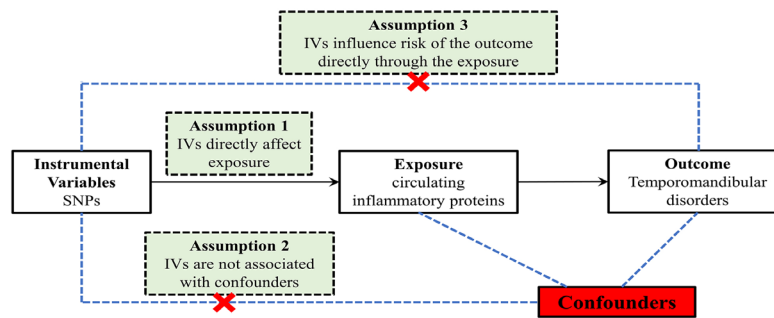 Assumption 3
IVs influence risk of the outcome
directly through the exposure
Assumption 1
IVs directly affect
exposure
Instrumental
Variables
SNPs
Exposure
circulating
inflammatory proteins
Outcome
Temporomandibular
disorders
Assumption 2
IVs are not associated
with confounders
Confounders